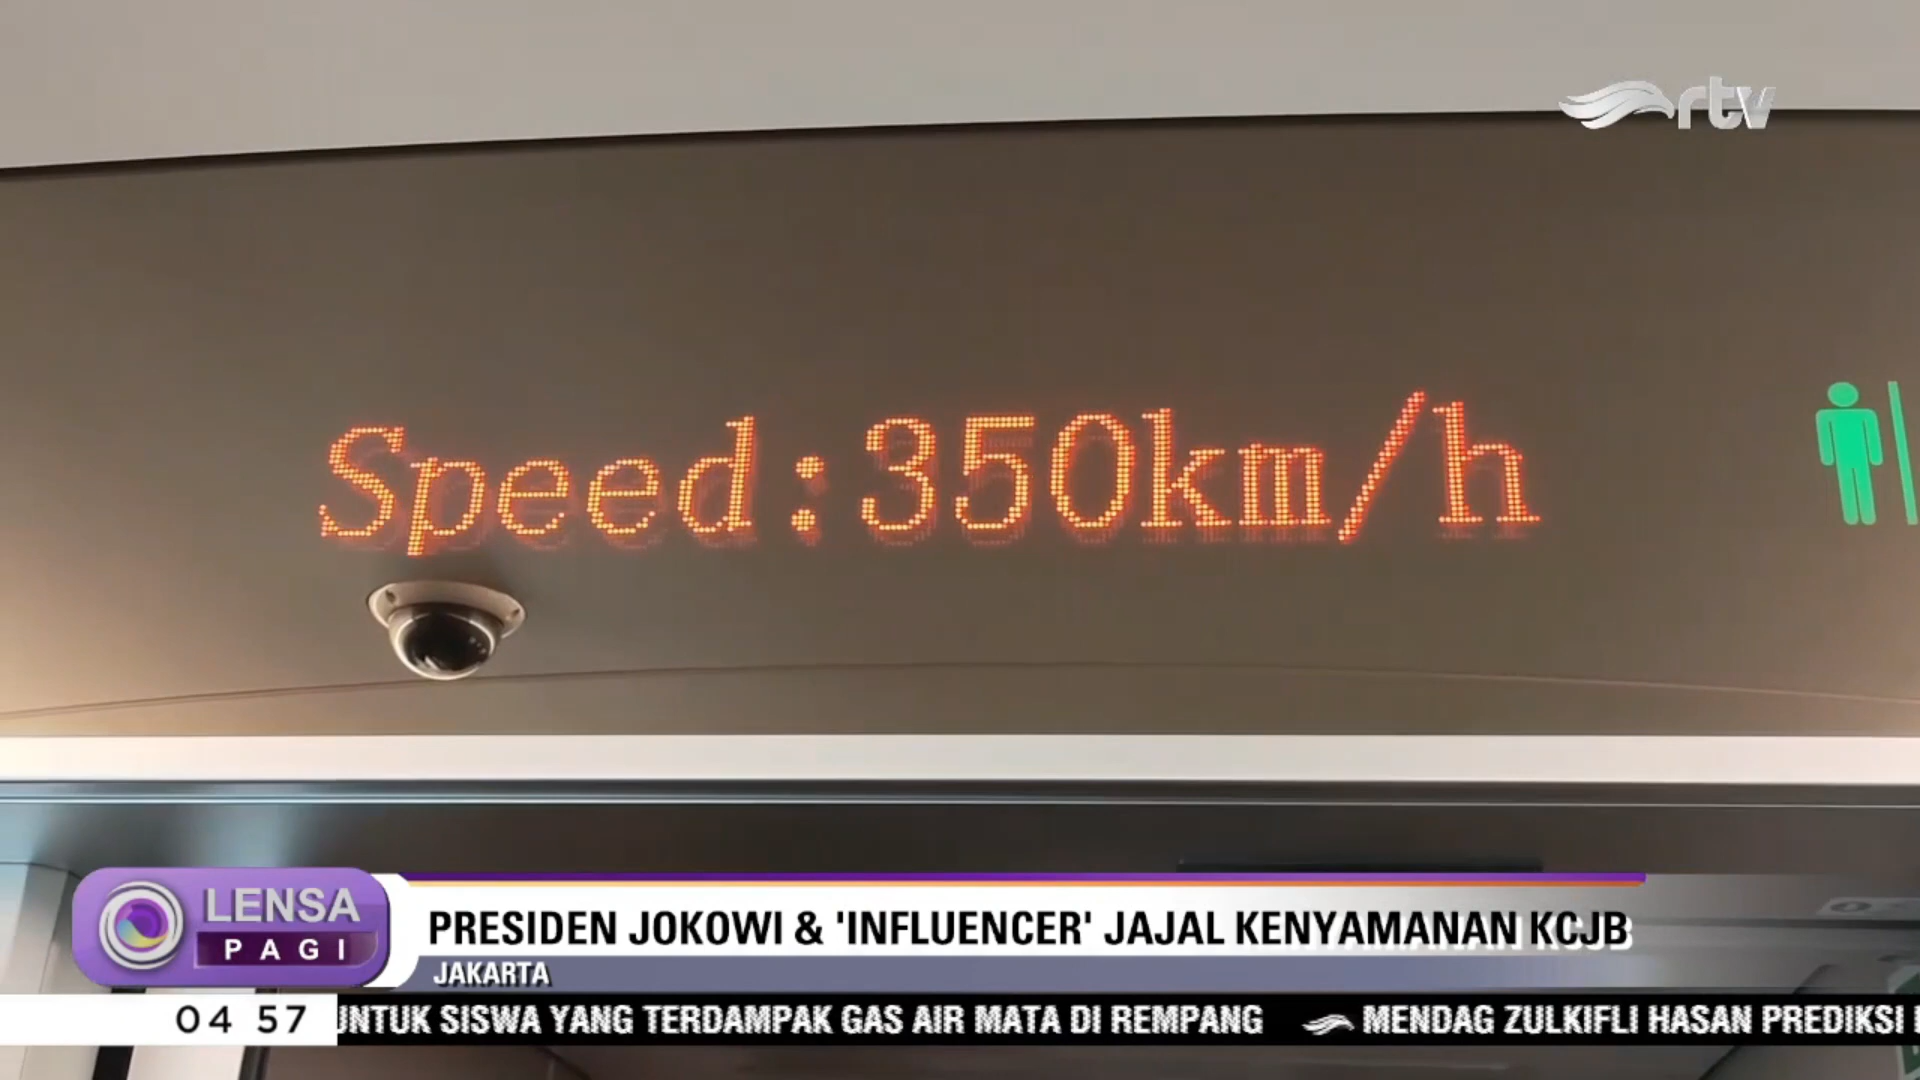 rtv
Speed:350km/h
LENSA
PAGI
PRESIDEN JOKOWI & 'INFLUENCER' JAJAL KENYAMANAN KCJB
JAKARTA
04 57
UNTUK SISWA YANG TERDAMPAK GAS AIR MATA DI REMPANG MENDAG ZULKIFLI HASAN PREDIKSI